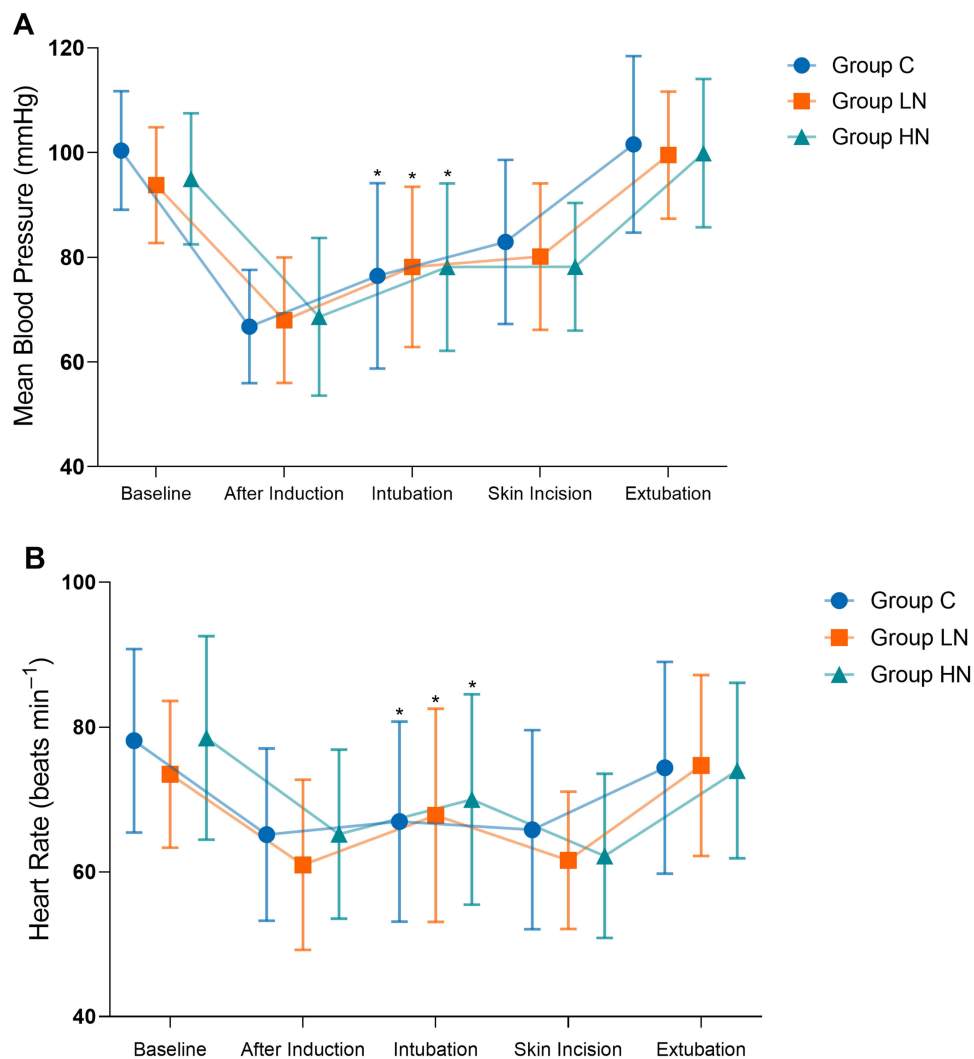 A
Mean Blood Pressure (mmHg)
120
100
80
60
40
* * *
Baseline After Induction Intubation Skin Incision Extubation
Group C
Group LN
Group HN
B
Heart Rate (beats min⁻¹)
100
80
60
40
* * *
Baseline After Induction Intubation Skin Incision Extubation
Group C
Group LN
Group HN